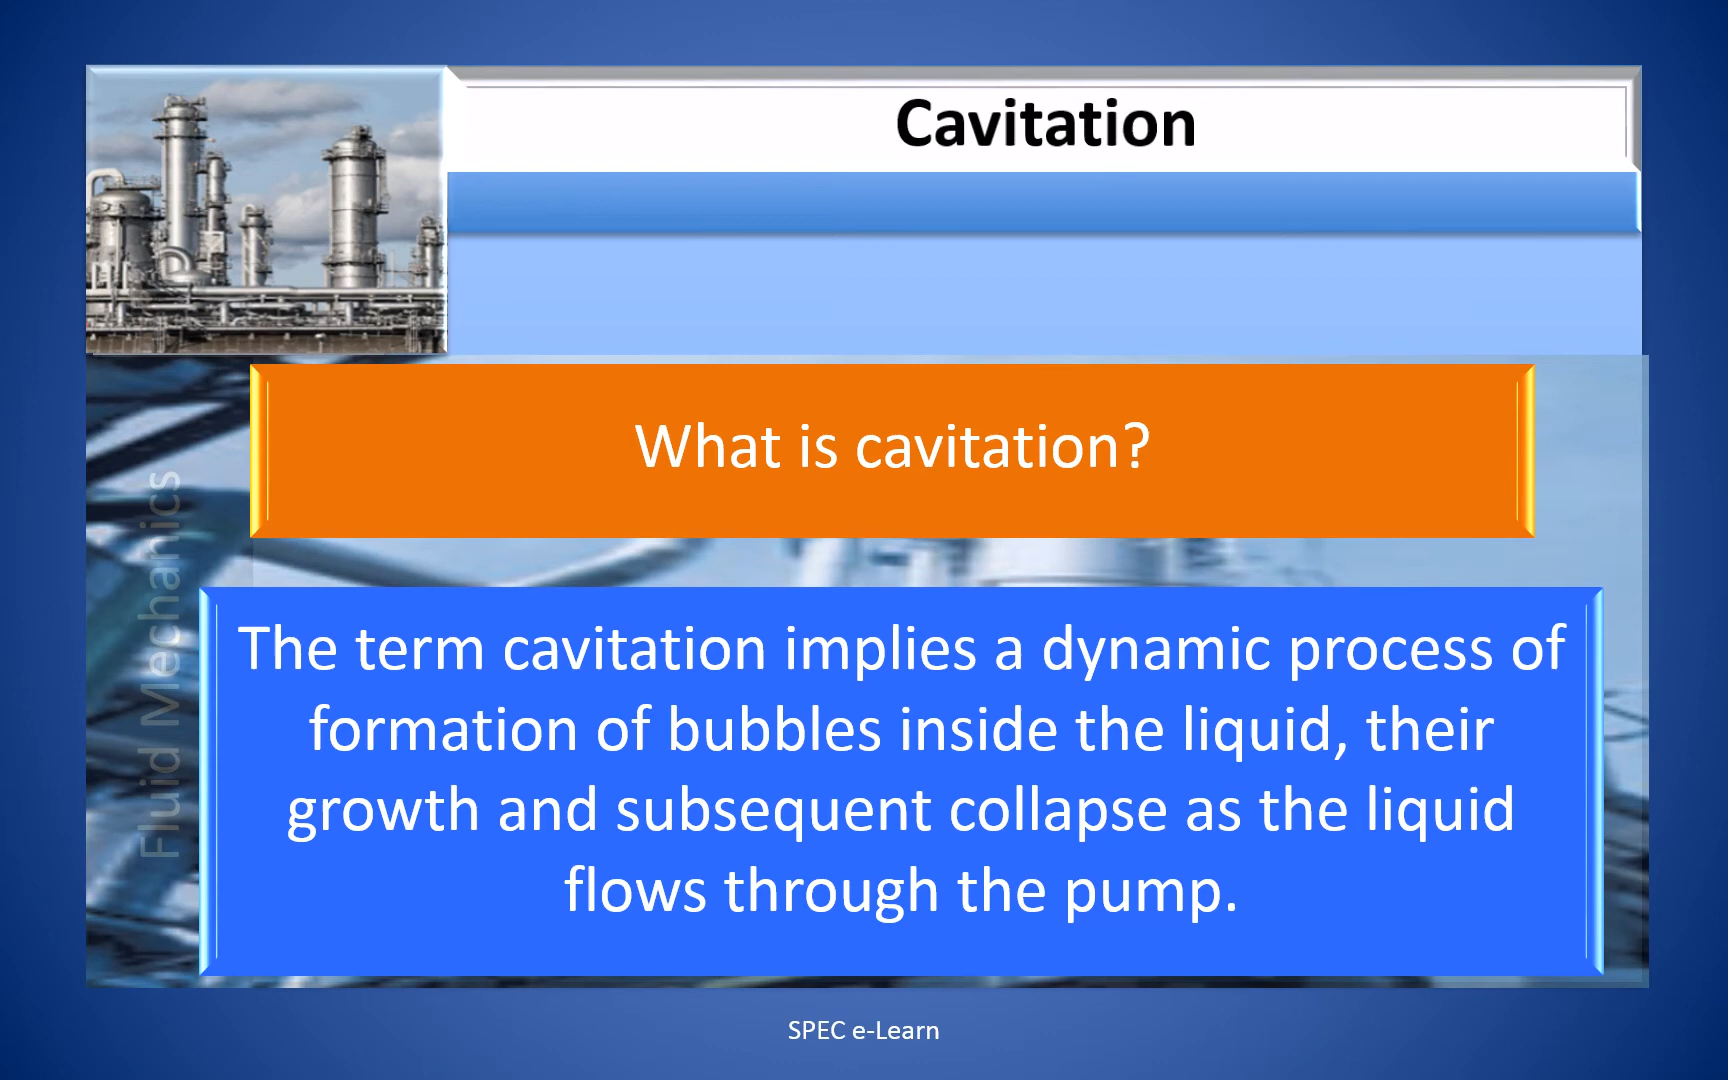 Cavitation
What is cavitation?
The term cavitation implies a dynamic process of
formation of bubbles inside the liquid, their
growth and subsequent collapse as the liquid
flows through the pump.
Fluid Mechanics
SPEC e-Learn